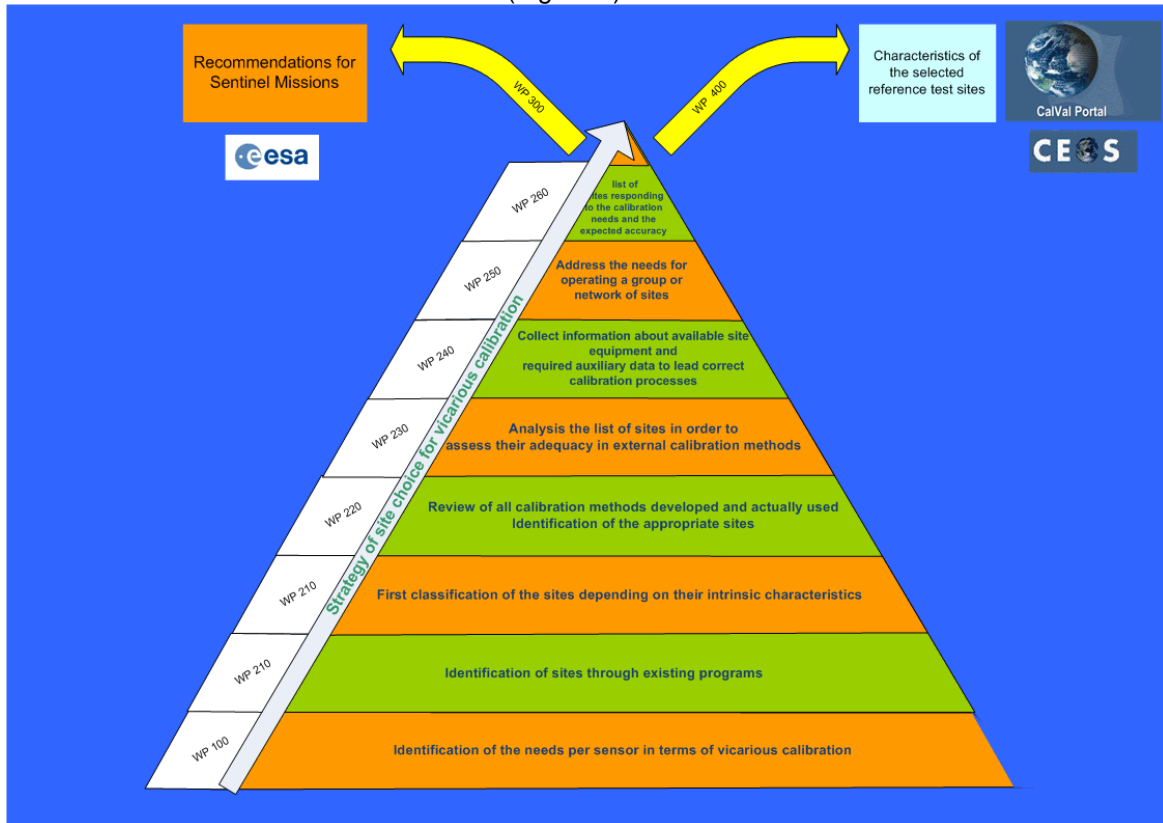 Recommendations for
Sentinel Missions
esa
WP 300
WP 400
Characteristics of
the selected
reference test sites
CalVal Portal
CEOS
Strategy of site choice for vicarious calibration
WP 260
list of
ites responding
to the calibration
needs and the
expected accuracy
WP 250
Address the needs for
operating a group or
network of sites
WP 240
Collect information about available site
equipment and
required auxiliary data to lead correct
calibration processes
WP 230
Analysis the list of sites in order to
assess their adequacy in external calibration methods
WP 220
Review of all calibration methods developed and actually used
Identification of the appropriate sites
WP 210
First classification of the sites depending on their intrinsic characteristics
WP 210
Identification of sites through existing programs
WP 100
Identification of the needs per sensor in terms of vicarious calibration